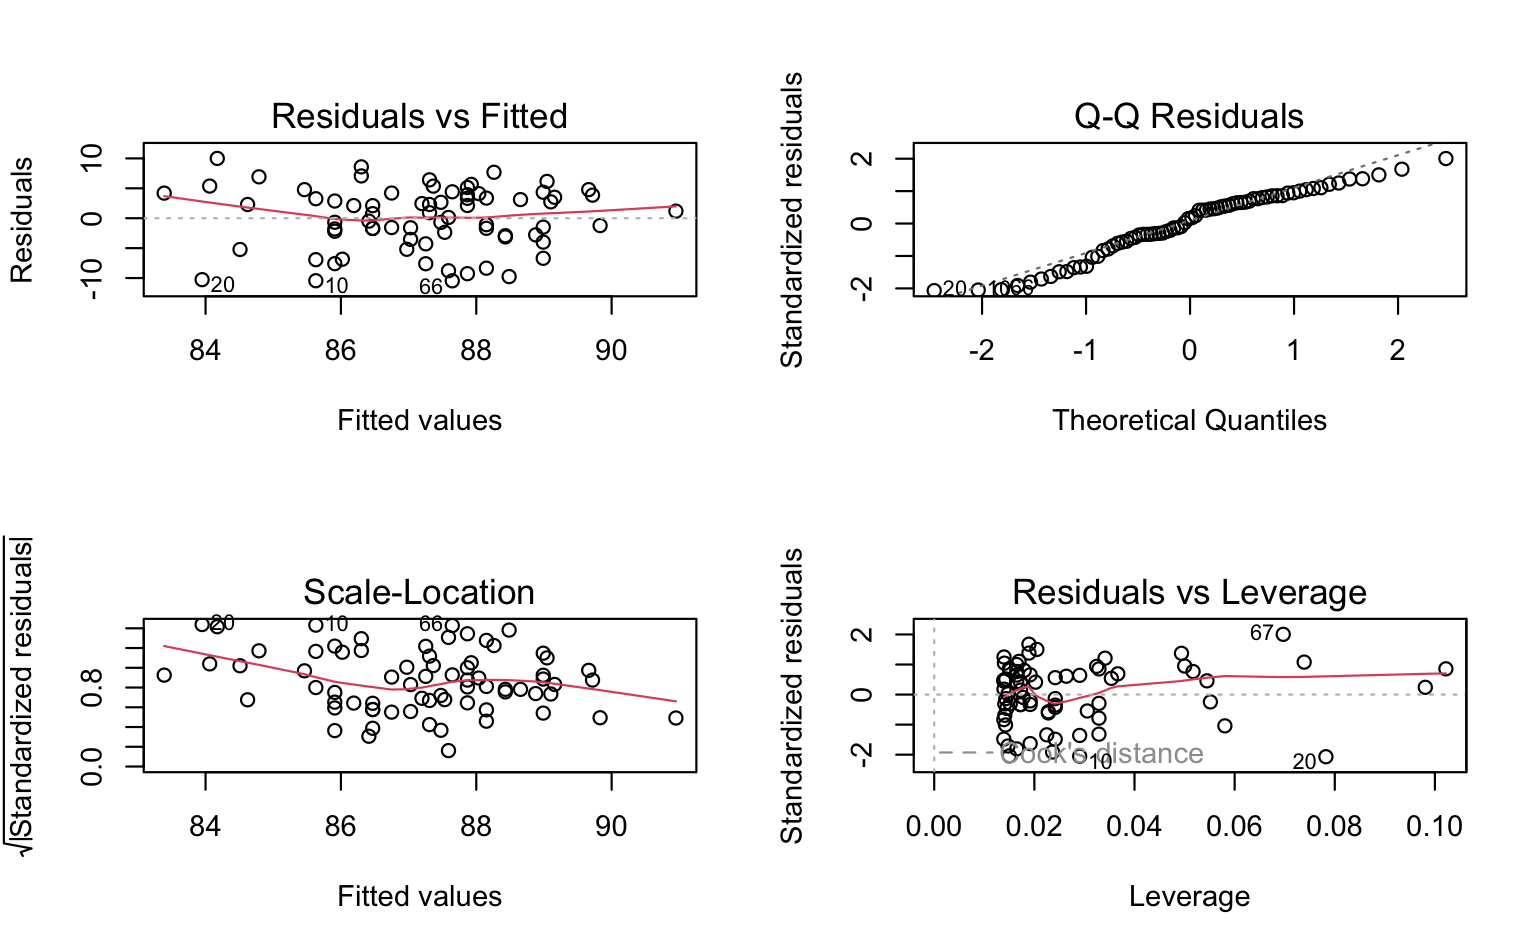 Residuals vs Fitted
Residuals
10
0
-10
20
10
66
84 86 88 90
Fitted values
Q-Q Residuals
Standardized residuals
2
0
-2
20
-2 -1 0 1 2
Theoretical Quantiles
Scale-Location
√|Standardized residuals|
0.8
0.0
20
10
66
84 86 88 90
Fitted values
Residuals vs Leverage
Standardized residuals
2
0
-2
67
Cook's distance
10
20
0.00 0.02 0.04 0.06 0.08 0.10
Leverage